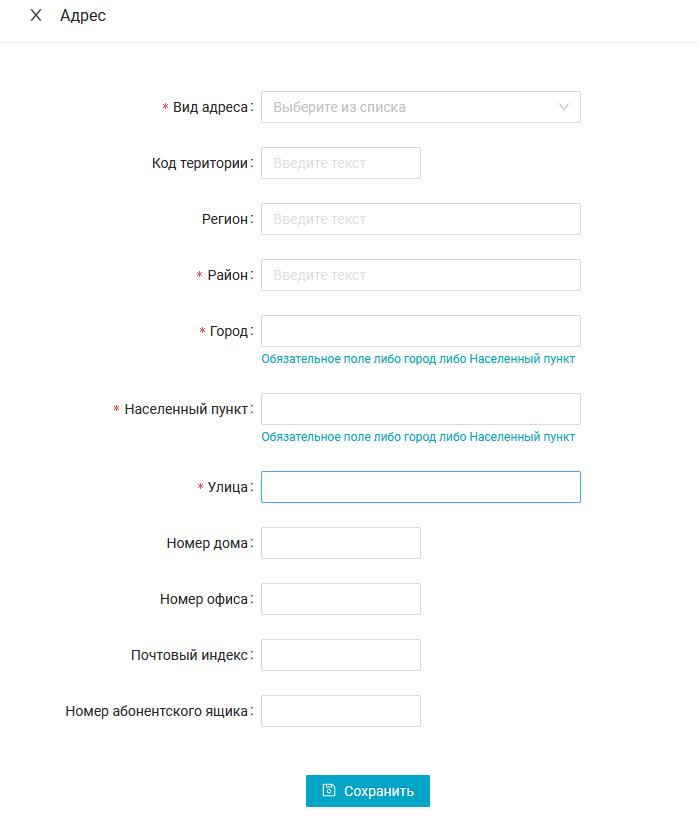 Адрес
* Вид адреса: Выберите из списка
Код територии: Введите текст
Регион: Введите текст
* Район: Введите текст
* Город:
Обязательное поле либо город либо Населенный пункт
* Населенный пункт:
Обязательное поле либо город либо Населенный пункт
* Улица:
Номер дома:
Номер офиса:
Почтовый индекс:
Номер абонентского ящика:
Сохранить